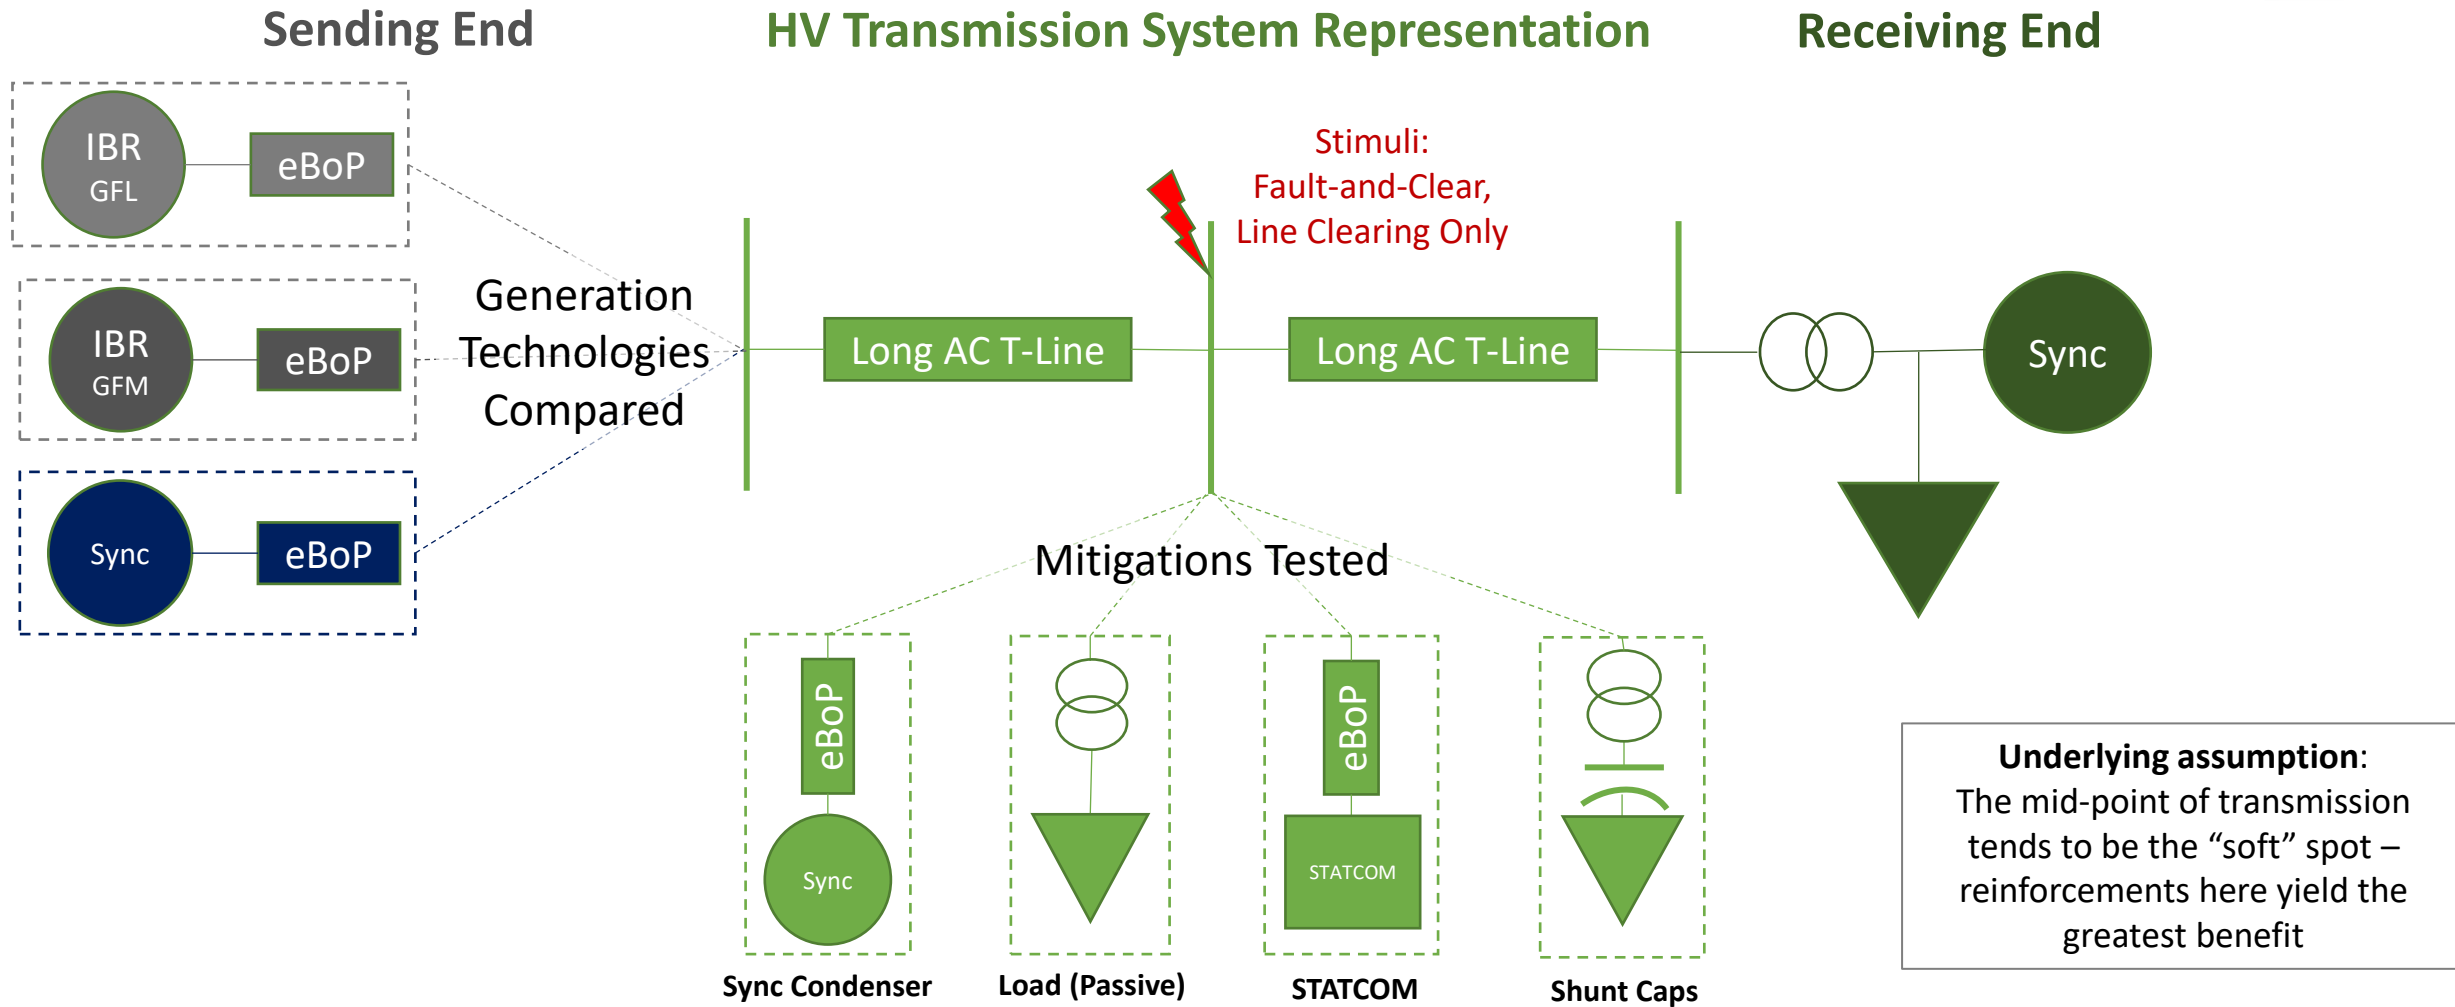 Sending End
HV Transmission System Representation
Receiving End
IBR
GFL
eBoP
IBR
GFM
eBoP
Sync
eBoP
Generation
Technologies
Compared
Stimuli:
Fault-and-Clear,
Line Clearing Only
Long AC T-Line
Long AC T-Line
Sync
Mitigations Tested
eBoP
Sync
Sync Condenser
Load (Passive)
eBoP
STATCOM
STATCOM
Shunt Caps
Underlying assumption:
The mid-point of transmission
tends to be the “soft” spot –
reinforcements here yield the
greatest benefit